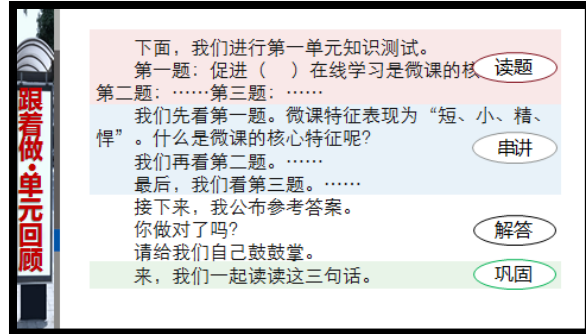 跟着做·单元回顾
下面，我们进行第一单元知识测试。
第一题：促进（ ）在线学习是微课的核
读题
第二题：……第三题：……
我们先看第一题。微课特征表现为“短、小、精、
悍”。什么是微课的核心特征呢？
串讲
我们再看第二题。……
最后，我们看第三题。……
接下来，我公布参考答案。
你做对了吗？
解答
请给我们自己鼓鼓掌。
来，我们一起读读这三句话。
巩固